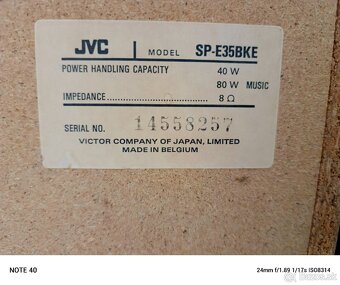 JVC MODEL SP-E35BKE
POWER HANDLING CAPACITY 40 W
80 W MUSIC
IMPEDANCE 8 Ω
SERIAL NO. 14558257
VICTOR COMPANY OF JAPAN, LIMITED
MADE IN BELGIUM
NOTE 40 24mm f/1.89 1/17s ISO8314